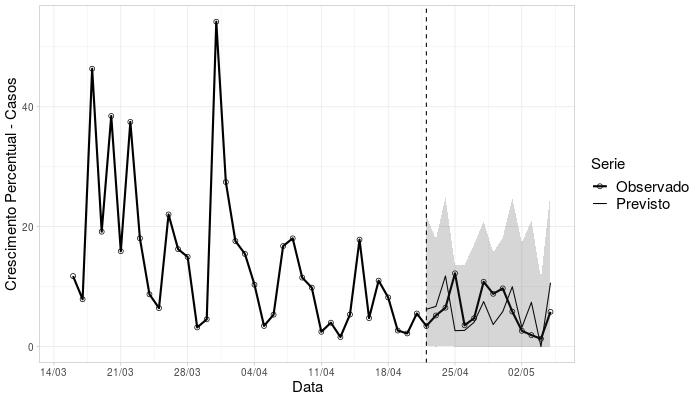 Crescimento Percentual - Casos
40
20
0
14/03 21/03 28/03 04/04 11/04 18/04 25/04 02/05
Data
Serie
Observado
Previsto